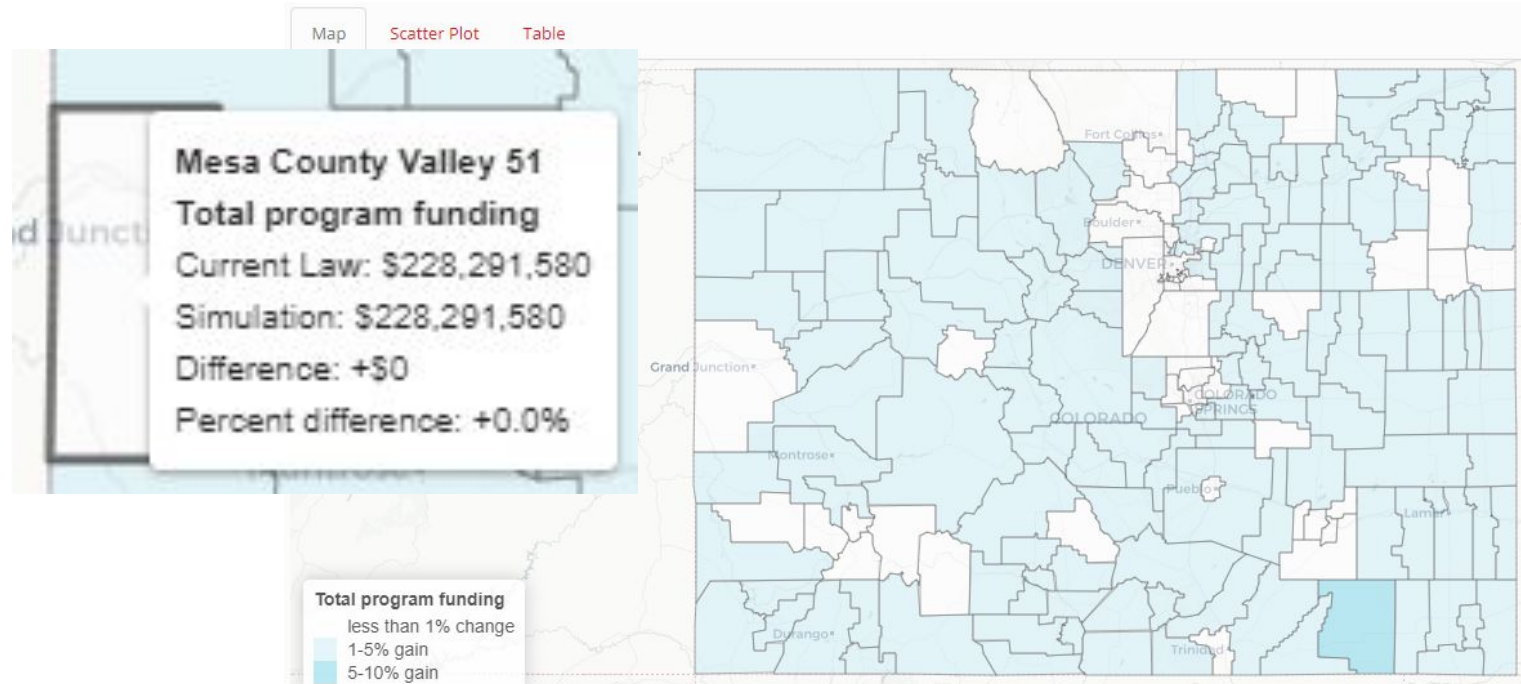 Map
Scatter Plot
Table
Mesa County Valley 51
Total program funding
Current Law: $228,291,580
Simulation: $228,291,580
Difference: +$0
Percent difference: +0.0%
Fort Collins
Boulder
DENVER
Grand Junction
COLORADO
SPRINGS
COLORADO
Montrose
Pueblo
Lamar
Durango
Trinidad
Total program funding
less than 1% change
1-5% gain
5-10% gain